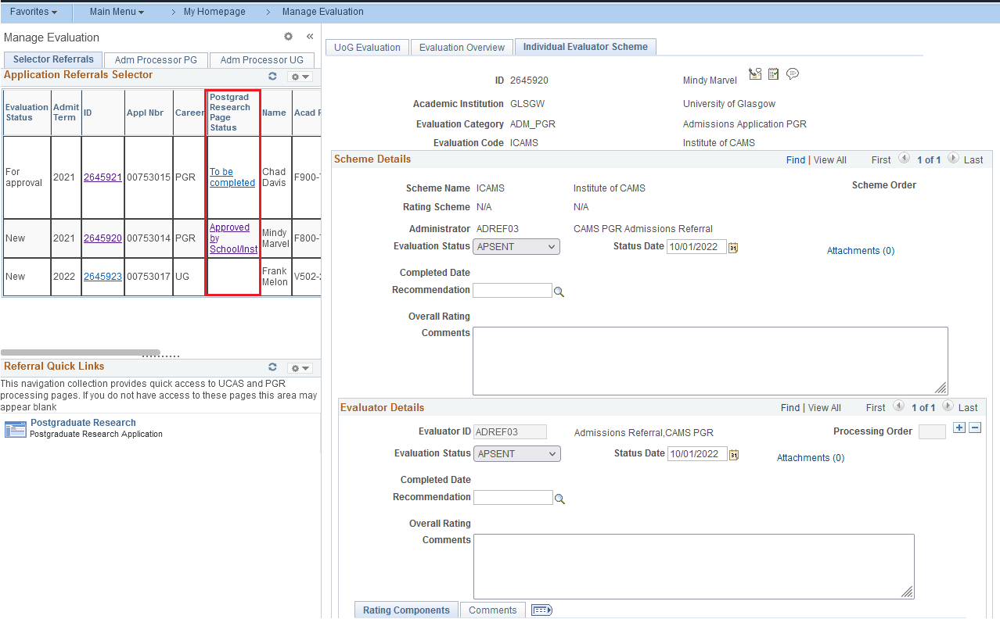 Favorites Main Menu > My Homepage > Manage Evaluation
Manage Evaluation «
Selector Referrals Adm Processor PG Adm Processor UG
Application Referrals Selector
Evaluation Status Admit Term ID Appl Nbr Career Postgrad Research Page Status Name Acad
For approval 2021 2645921 00753015 PGR To be completed Chad Davis F900-
New 2021 2645920 00753014 PGR Approved by School/Inst Mindy Marvel F800-
New 2022 2645923 00753017 UG Frank Melon V502-
Referral Quick Links
This navigation collection provides quick access to UCAS and PGR
processing pages. If you do not have access to these pages this area may
appear blank
Postgraduate Research
Postgraduate Research Application
UoG Evaluation Evaluation Overview Individual Evaluator Scheme
ID 2645920 Mindy Marvel
Academic Institution GLSGW University of Glasgow
Evaluation Category ADM_PGR Admissions Application PGR
Evaluation Code ICAMS Institute of CAMS
Scheme Details Find | View All First 1 of 1 Last
Scheme Name ICAMS Institute of CAMS Scheme Order
Rating Scheme N/A N/A
Administrator ADREF03 CAMS PGR Admissions Referral
Evaluation Status APSENT Status Date 10/01/2022 31 Attachments (0)
Completed Date
Recommendation
Overall Rating
Comments
Evaluator Details Find | View All First 1 of 1 Last
Evaluator ID ADREF03 Admissions Referral,CAMS PGR Processing Order
Evaluation Status APSENT Status Date 10/01/2022 31 Attachments (0)
Completed Date
Recommendation
Overall Rating
Comments
Rating Components Comments